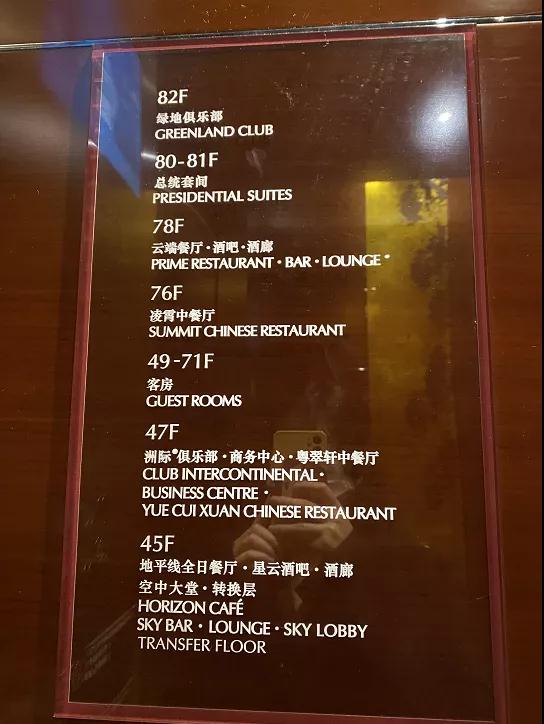 82F
绿地俱乐部
GREENLAND CLUB
80-81F
总统套间
PRESIDENTIAL SUITES
78F
云端餐厅·酒吧·酒廊
PRIME RESTAURANT · BAR · LOUNGE
76F
凌霄中餐厅
SUMMIT CHINESE RESTAURANT
49-71F
客房
GUEST ROOMS
47F
洲际®俱乐部·商务中心·粤翠轩中餐厅
CLUB INTERCONTINENTAL ·
BUSINESS CENTRE ·
YUE CUI XUAN CHINESE RESTAURANT
45F
地平线全日餐厅·星云酒吧·酒廊
空中大堂·转换层
HORIZON CAFÉ
SKY BAR · LOUNGE · SKY LOBBY
TRANSFER FLOOR